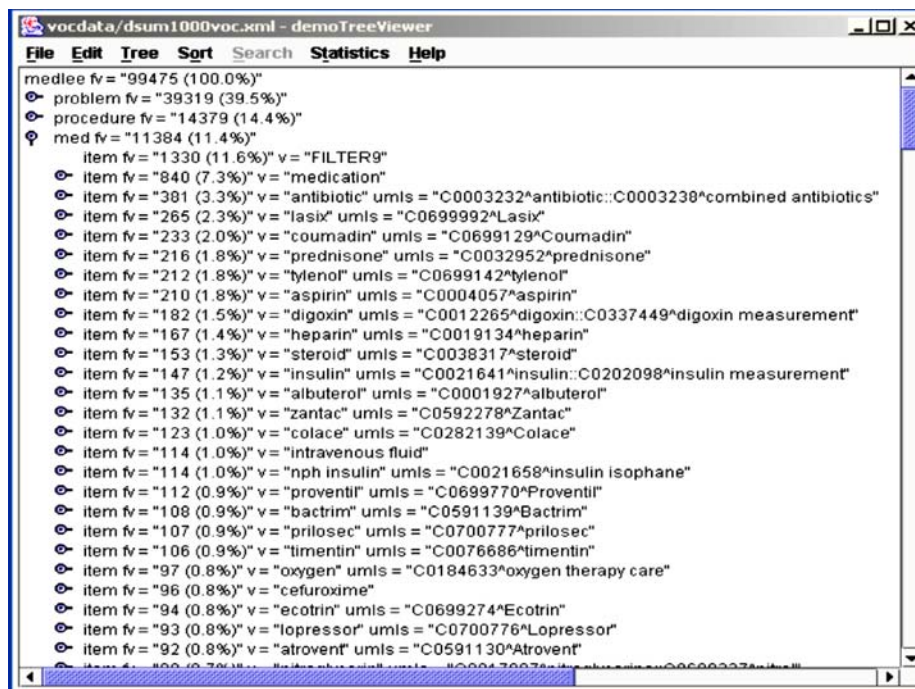 vocdata/dsum1000voc.xml - demoTreeViewer
File Edit Tree Sort Search Statistics Help
medlee fv = "99475 (100.0%)"
problem fv = "39319 (39.5%)"
procedure fv = "14379 (14.4%)"
med fv = "11384 (11.4%)"
item fv = "1330 (11.6%)" v = "FILTER9"
item fv = "840 (7.3%)" v = "medication"
item fv = "381 (3.3%)" v = "antibiotic" umls = "C0003232^antibiotic::C0003238^combined antibiotics"
item fv = "265 (2.3%)" v = "lasix" umls = "C0699992^Lasix"
item fv = "233 (2.0%)" v = "coumadin" umls = "C0699129^Coumadin"
item fv = "216 (1.8%)" v = "prednisone" umls = "C0032952^prednisone"
item fv = "212 (1.8%)" v = "tylenol" umls = "C0699142^tylenol"
item fv = "210 (1.8%)" v = "aspirin" umls = "C0004057^aspirin"
item fv = "182 (1.5%)" v = "digoxin" umls = "C0012265^digoxin::C0337449^digoxin measurement"
item fv = "167 (1.4%)" v = "heparin" umls = "C0019134^heparin"
item fv = "153 (1.3%)" v = "steroid" umls = "C0038317^steroid"
item fv = "147 (1.2%)" v = "insulin" umls = "C0021641^insulin::C0202098^insulin measurement"
item fv = "135 (1.1%)" v = "albuterol" umls = "C0001927^albuterol"
item fv = "132 (1.1%)" v = "zantac" umls = "C0592278^Zantac"
item fv = "123 (1.0%)" v = "colace" umls = "C0282139^Colace"
item fv = "114 (1.0%)" v = "intravenous fluid"
item fv = "114 (1.0%)" v = "nph insulin" umls = "C0021658^insulin isophane"
item fv = "112 (0.9%)" v = "proventil" umls = "C0699770^Proventil"
item fv = "108 (0.9%)" v = "bactrim" umls = "C0591139^Bactrim"
item fv = "107 (0.9%)" v = "prilosec" umls = "C0700777^prilosec"
item fv = "106 (0.9%)" v = "timentin" umls = "C0076686^timentin"
item fv = "97 (0.8%)" v = "oxygen" umls = "C0184633^oxygen therapy care"
item fv = "96 (0.8%)" v = "cefuroxime"
item fv = "94 (0.8%)" v = "ecotrin" umls = "C0699274^Ecotrin"
item fv = "93 (0.8%)" v = "lopressor" umls = "C0700776^Lopressor"
item fv = "92 (0.8%)" v = "atrovent" umls = "C0591130^Atrovent"